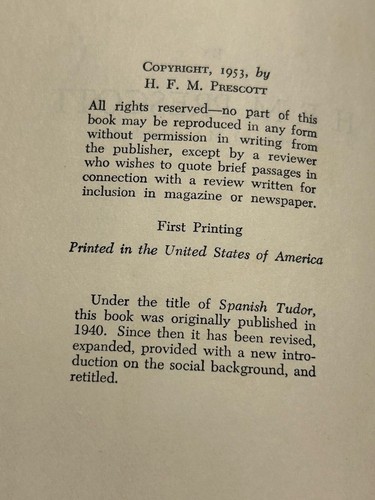 COPYRIGHT, 1953, by
H. F. M. PRESCOTT
All rights reserved—no part of this
book may be reproduced in any form
without permission in writing from
the publisher, except by a reviewer
who wishes to quote brief passages in
connection with a review written for
inclusion in magazine or newspaper.
First Printing
Printed in the United States of America
Under the title of Spanish Tudor,
this book was originally published in
1940. Since then it has been revised,
expanded, provided with a new intro-
duction on the social background, and
retitled.